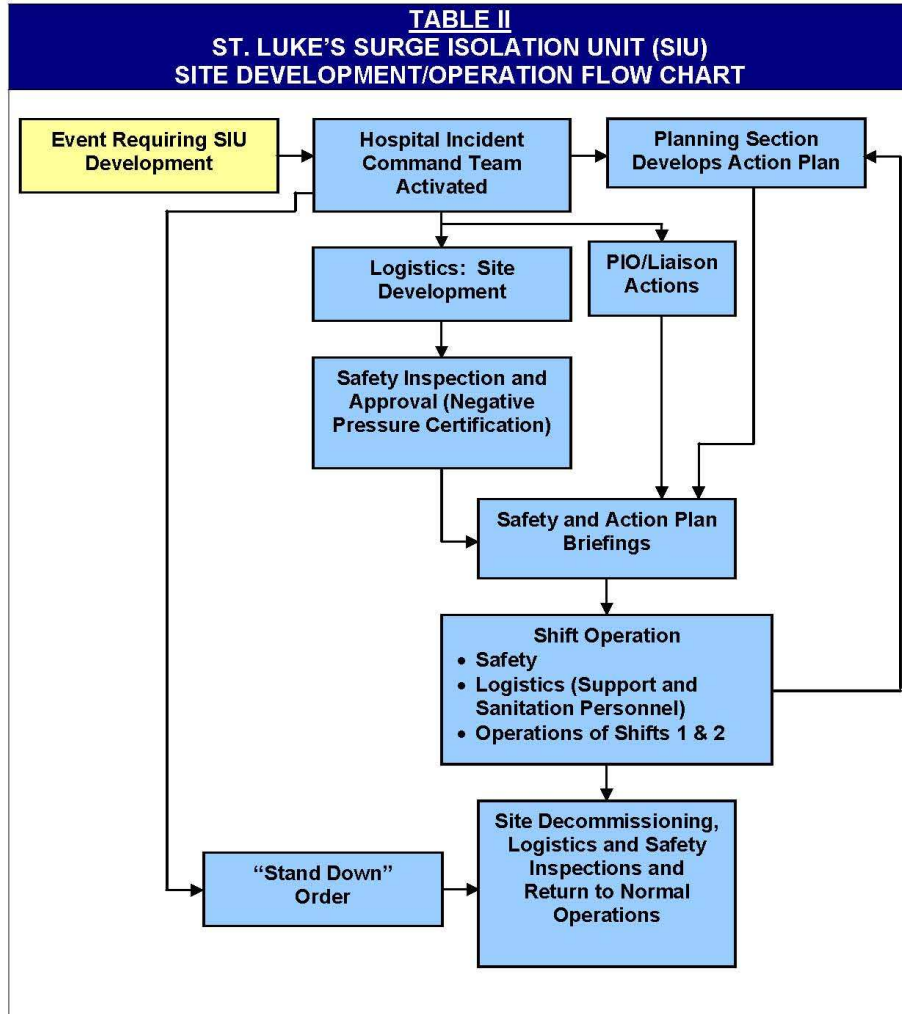 TABLE II
ST. LUKE’S SURGE ISOLATION UNIT (SIU)
SITE DEVELOPMENT/OPERATION FLOW CHART
Event Requiring SIU
Development
Hospital Incident
Command Team
Activated
Planning Section
Develops Action Plan
Logistics: Site
Development
PIO/Liaison
Actions
Safety Inspection and
Approval (Negative
Pressure Certification)
Safety and Action Plan
Briefings
Shift Operation
• Safety
• Logistics (Support and
Sanitation Personnel)
• Operations of Shifts 1 & 2
Site Decommissioning,
Logistics and Safety
Inspections and
Return to Normal
Operations
“Stand Down”
Order